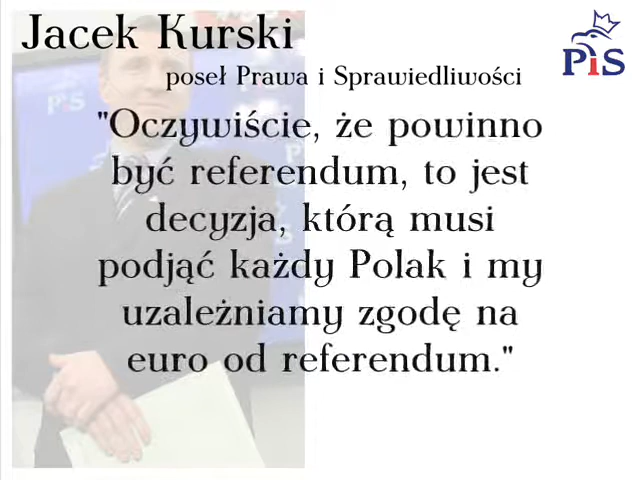 Jacek Kurski
poseł Prawa i Sprawiedliwości
PiS
PiS
"Oczywiście, że powinno
być referendum, to jest
decyzja, którą musi
podjąć każdy Polak i my
uzależniamy zgodę na
euro od referendum."